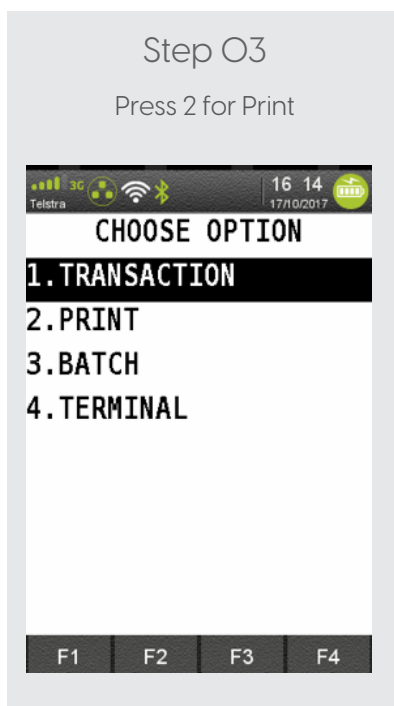 Step 03
Press 2 for Print
3G
16 14
Telstra
17/10/2017
CHOOSE OPTION
1.TRANSACTION
2.PRINT
3.BATCH
4.TERMINAL
F1 F2 F3 F4